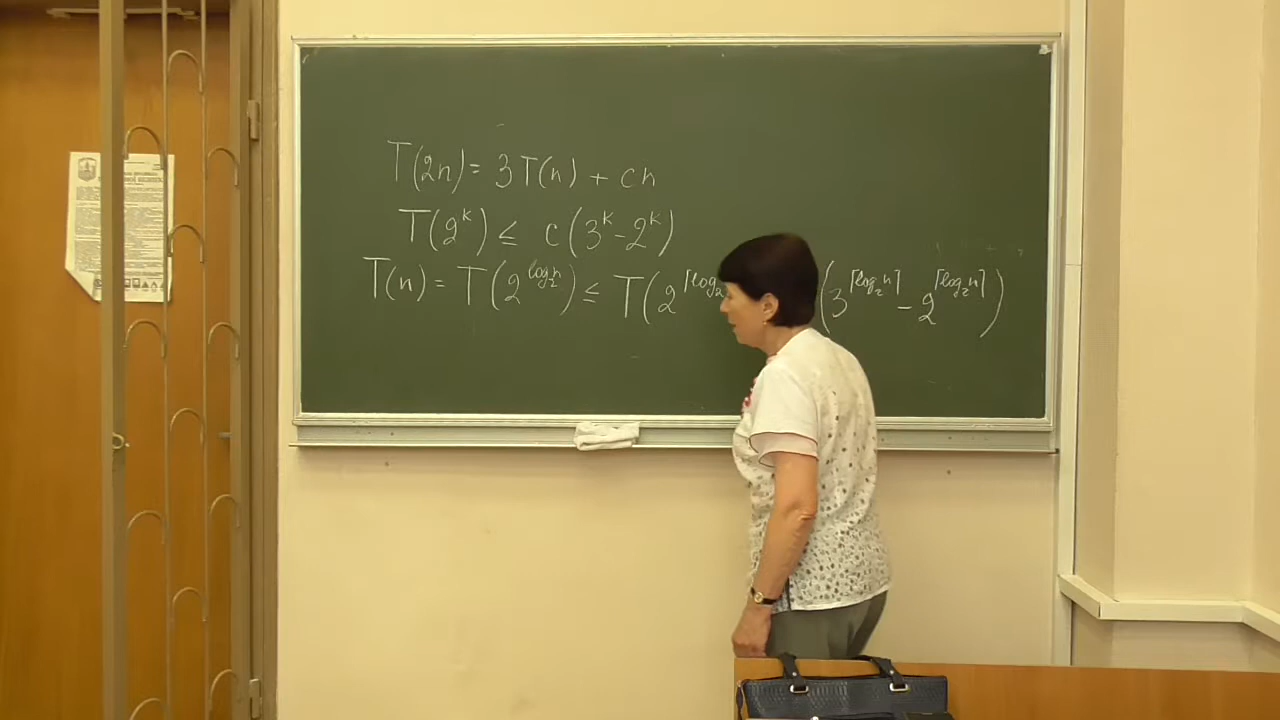 T(2n) = 3T(n) + cn
T(2^k) ≤ c(3^k - 2^k)
T(n) = T(2^{log_2 n}) ≤ T(2^{⌈log_2 (3^{⌈log_2 n⌉} - 2^{⌈log_2 n⌉})